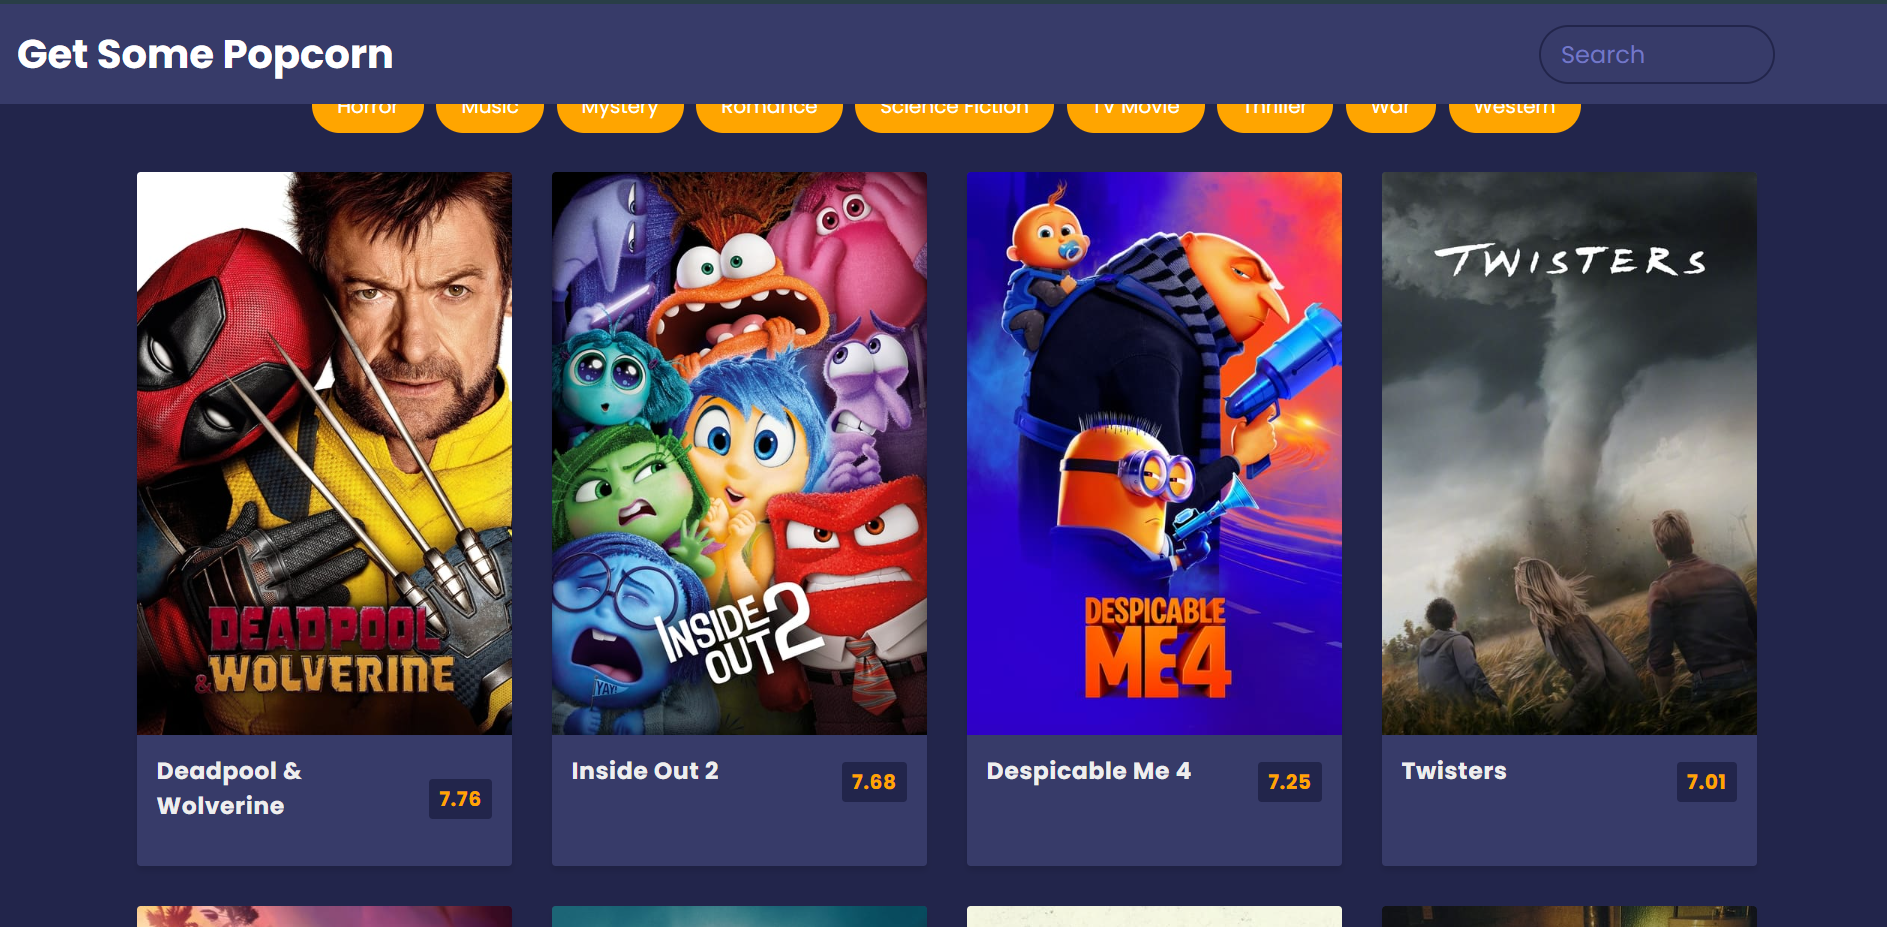 Get Some Popcorn
Search
Horror Music Mystery Romance Science Fiction TV Movie Thriller War Western
DEADPOOL
& WOLVERINE
INSIDE
OUT 2
YAY!
DESPICABLE
ME 4
TWISTERS
Deadpool &
Wolverine
7.76
Inside Out 2
7.68
Despicable Me 4
7.25
Twisters
7.01